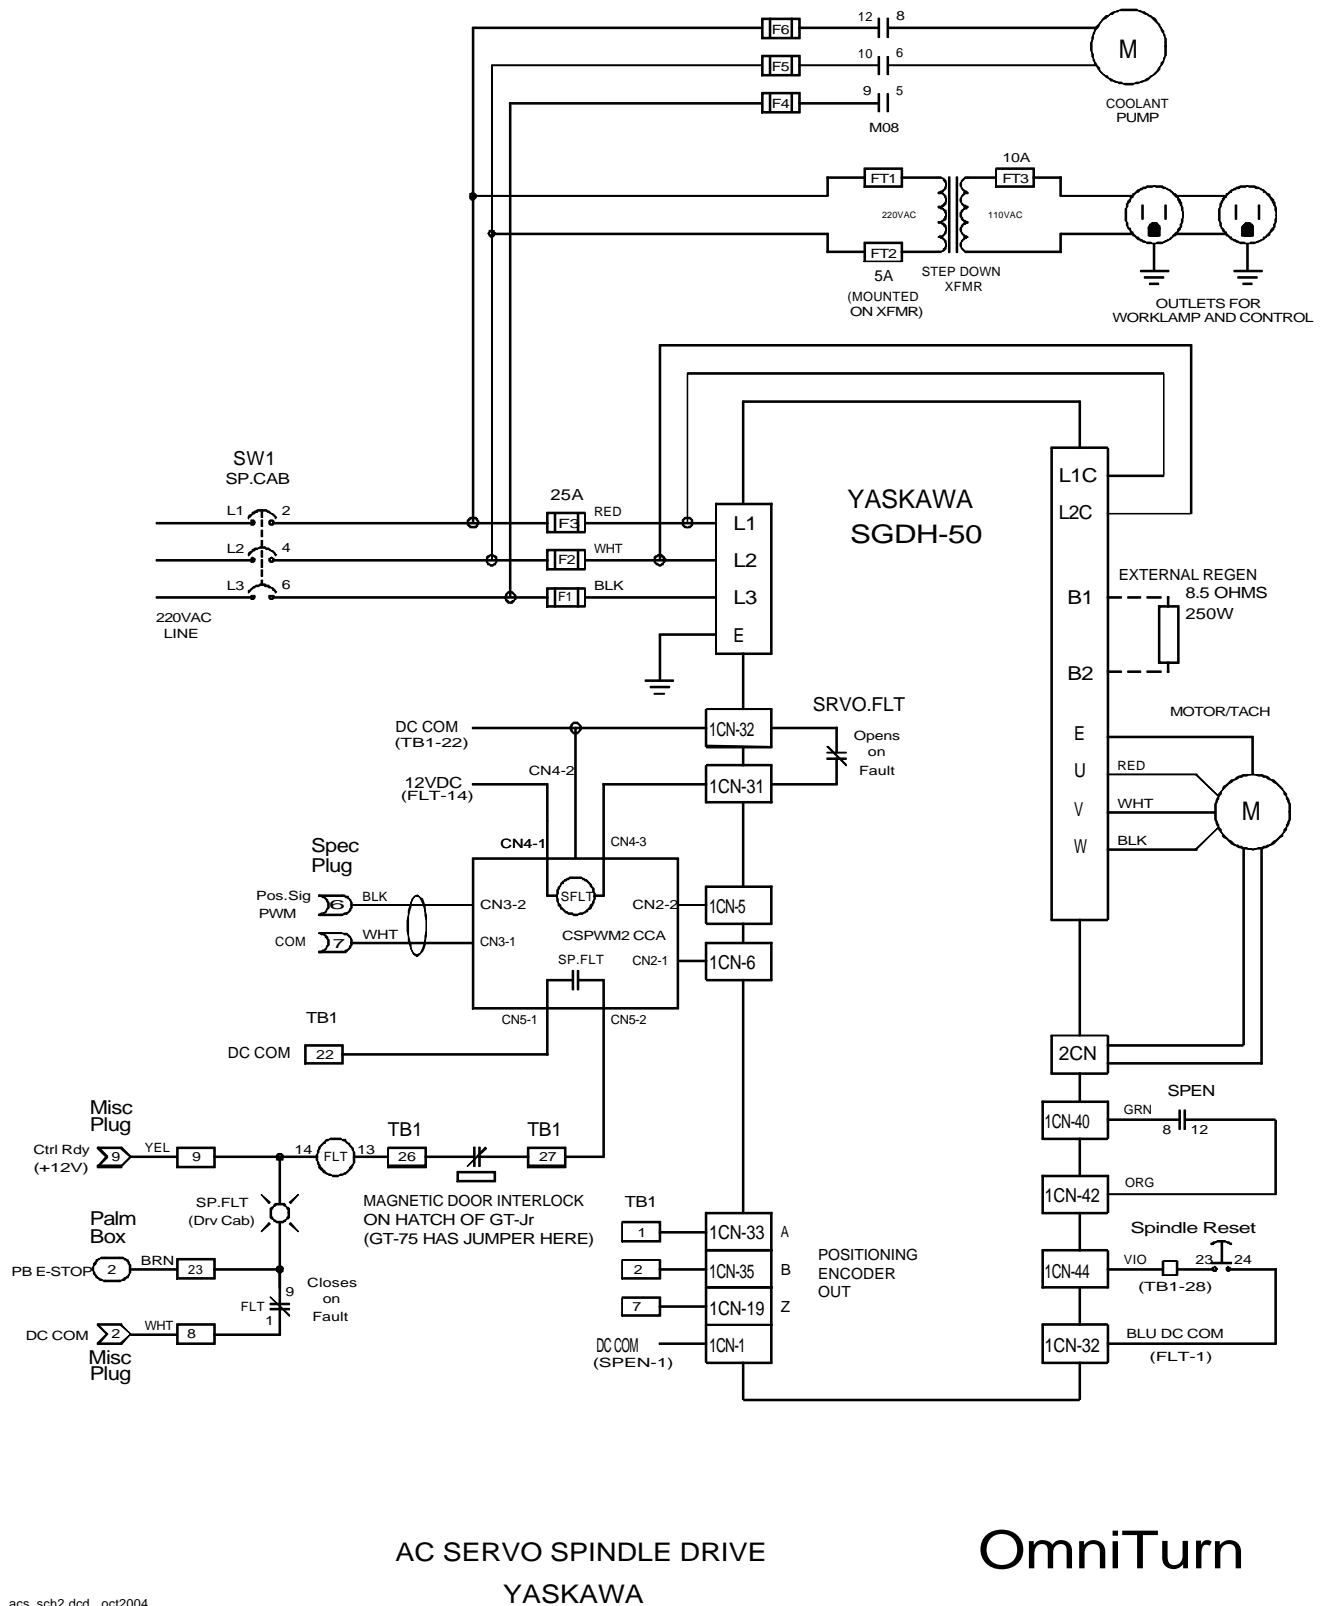 F6
12
8
F5
10
6
F4
9
5
M08
M
COOLANT
PUMP
FT1
220VAC
FT2
5A
(MOUNTED
ON XFMR)
STEP DOWN
XFMR
10A
FT3
110VAC
OUTLETS FOR
WORKLAMP AND CONTROL
SW1
SP.CAB
L1
2
L2
4
L3
6
220VAC
LINE
25A
F3
RED
F2
WHT
F1
BLK
L1
L2
L3
E
YASKAWA
SGDH-50
L1C
L2C
B1
B2
EXTERNAL REGEN
8.5 OHMS
250W
MOTOR/TACH
E
U
RED
V
WHT
W
BLK
M
DC COM
(TB1-22)
12VDC
(FLT-14)
CN4-2
CN4-1
CN4-3
1CN-32
1CN-31
SRVO.FLT
Opens
on
Fault
Spec
Plug
Pos.Sig
PWM
6
BLK
COM
7
WHT
CN3-2
CN3-1
SFLT
CSPWM2 CCA
SP.FLT
CN2-2
CN2-1
1CN-5
1CN-6
CN5-1
CN5-2
TB1
DC COM
22
Misc
Plug
Ctrl Rdy
(+12V)
9
YEL
9
14
FLT
13
TB1
26
TB1
27
MAGNETIC DOOR INTERLOCK
ON HATCH OF GT-Jr
(GT-75 HAS JUMPER HERE)
SP.FLT
(Drv Cab)
Palm
Box
PB E-STOP
2
BRN
23
FLT
9
1
Closes
on
Fault
DC COM
2
WHT
8
Misc
Plug
TB1
1
1CN-33
A
2
1CN-35
B
7
1CN-19
Z
DC COM
(SPEN-1)
1CN-1
POSITIONING
ENCODER
OUT
2CN
SPEN
1CN-40
GRN
8
12
1CN-42
ORG
Spindle Reset
1CN-44
VIO
23
24
(TB1-28)
1CN-32
BLU DC COM
(FLT-1)
AC SERVO SPINDLE DRIVE
YASKAWA
OmniTurn
acs_sch2.dcd oct2004